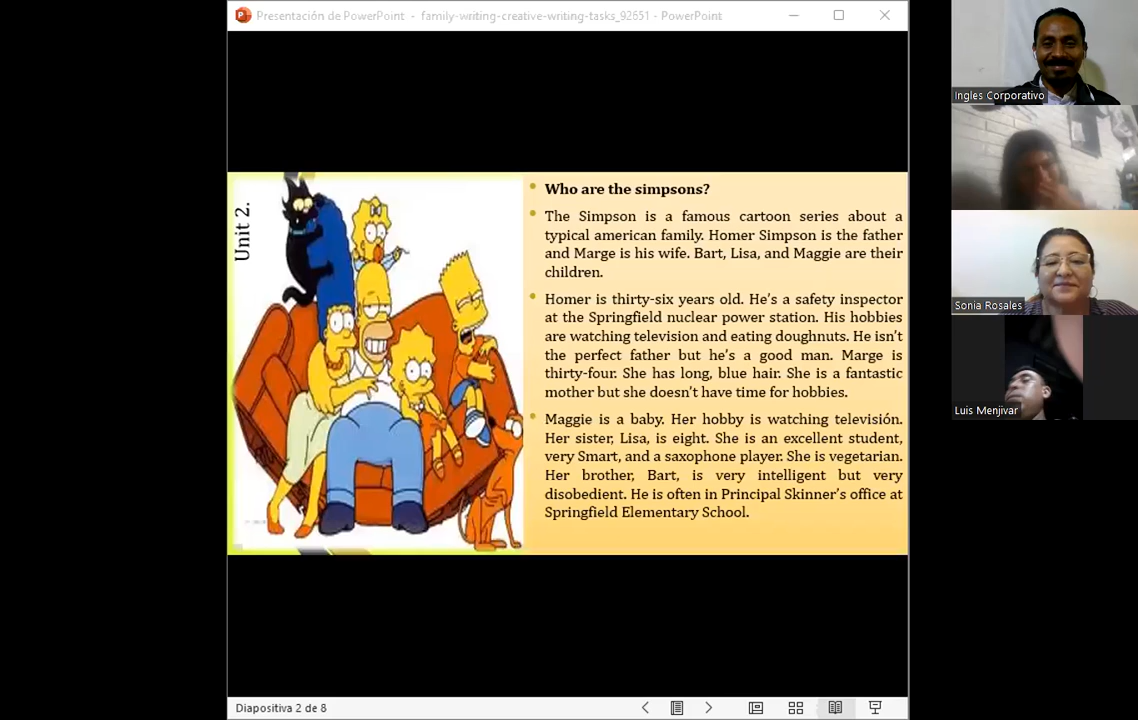 Presentación de PowerPoint - family-writing-creative-writing-tasks_92651 - PowerPoint
Ingles Corporativo
Unit 2.
Who are the simpsons?
The Simpson is a famous cartoon series about a
typical american family. Homer Simpson is the father
and Marge is his wife. Bart, Lisa, and Maggie are their
children.
Homer is thirty-six years old. He's a safety inspector
at the Springfield nuclear power station. His hobbies
are watching television and eating doughnuts. He isn't
the perfect father but he's a good man. Marge is
thirty-four. She has long, blue hair. She is a fantastic
mother but she doesn't have time for hobbies.
Maggie is a baby. Her hobby is watching televisión.
Her sister, Lisa, is eight. She is an excellent student,
very Smart, and a saxophone player. She is vegetarian.
Her brother, Bart, is very intelligent but very
disobedient. He is often in Principal Skinner's office at
Springfield Elementary School.
Sonia Rosales
Luis Menjivar
Diapositiva 2 de 8